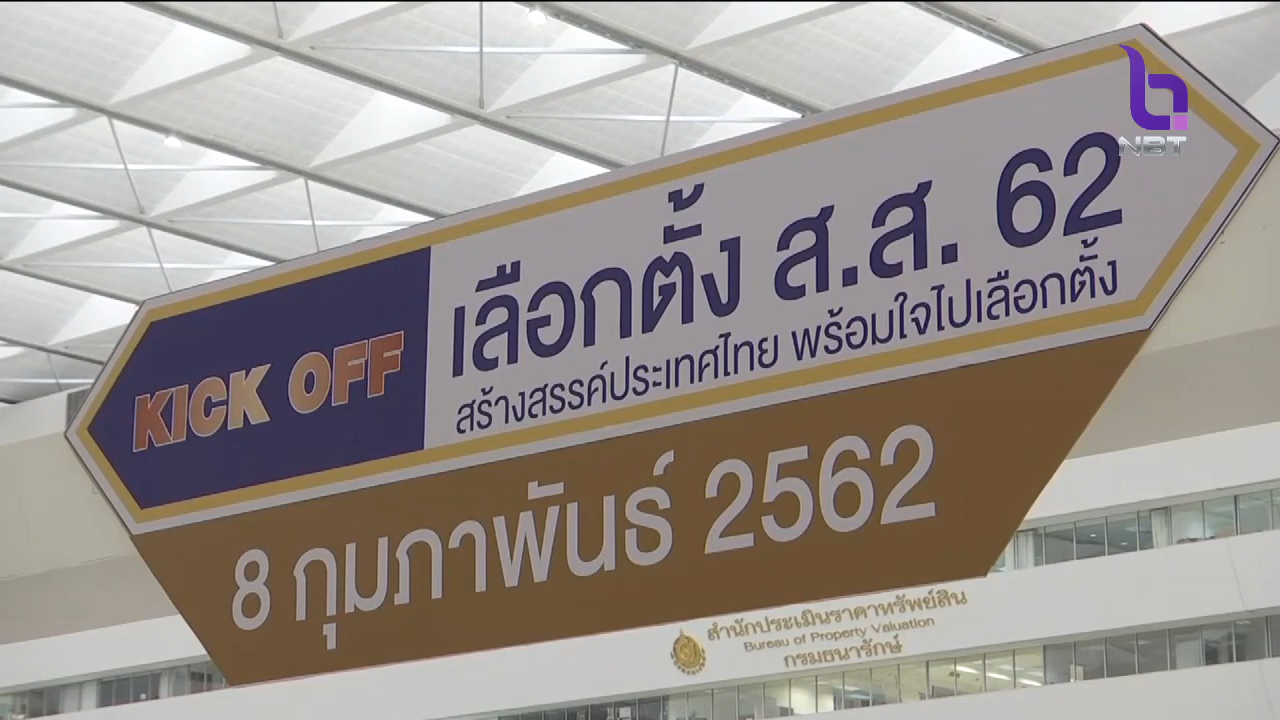 NBT
KICK OFF
เลือกตั้ง ส.ส. 62
สร้างสรรค์ประเทศไทย พร้อมใจไปเลือกตั้ง
8 กุมภาพันธ์ 2562
สำนักประเมินราคาทรัพย์สิน
Bureau of Property Valuation
กรมธนารักษ์